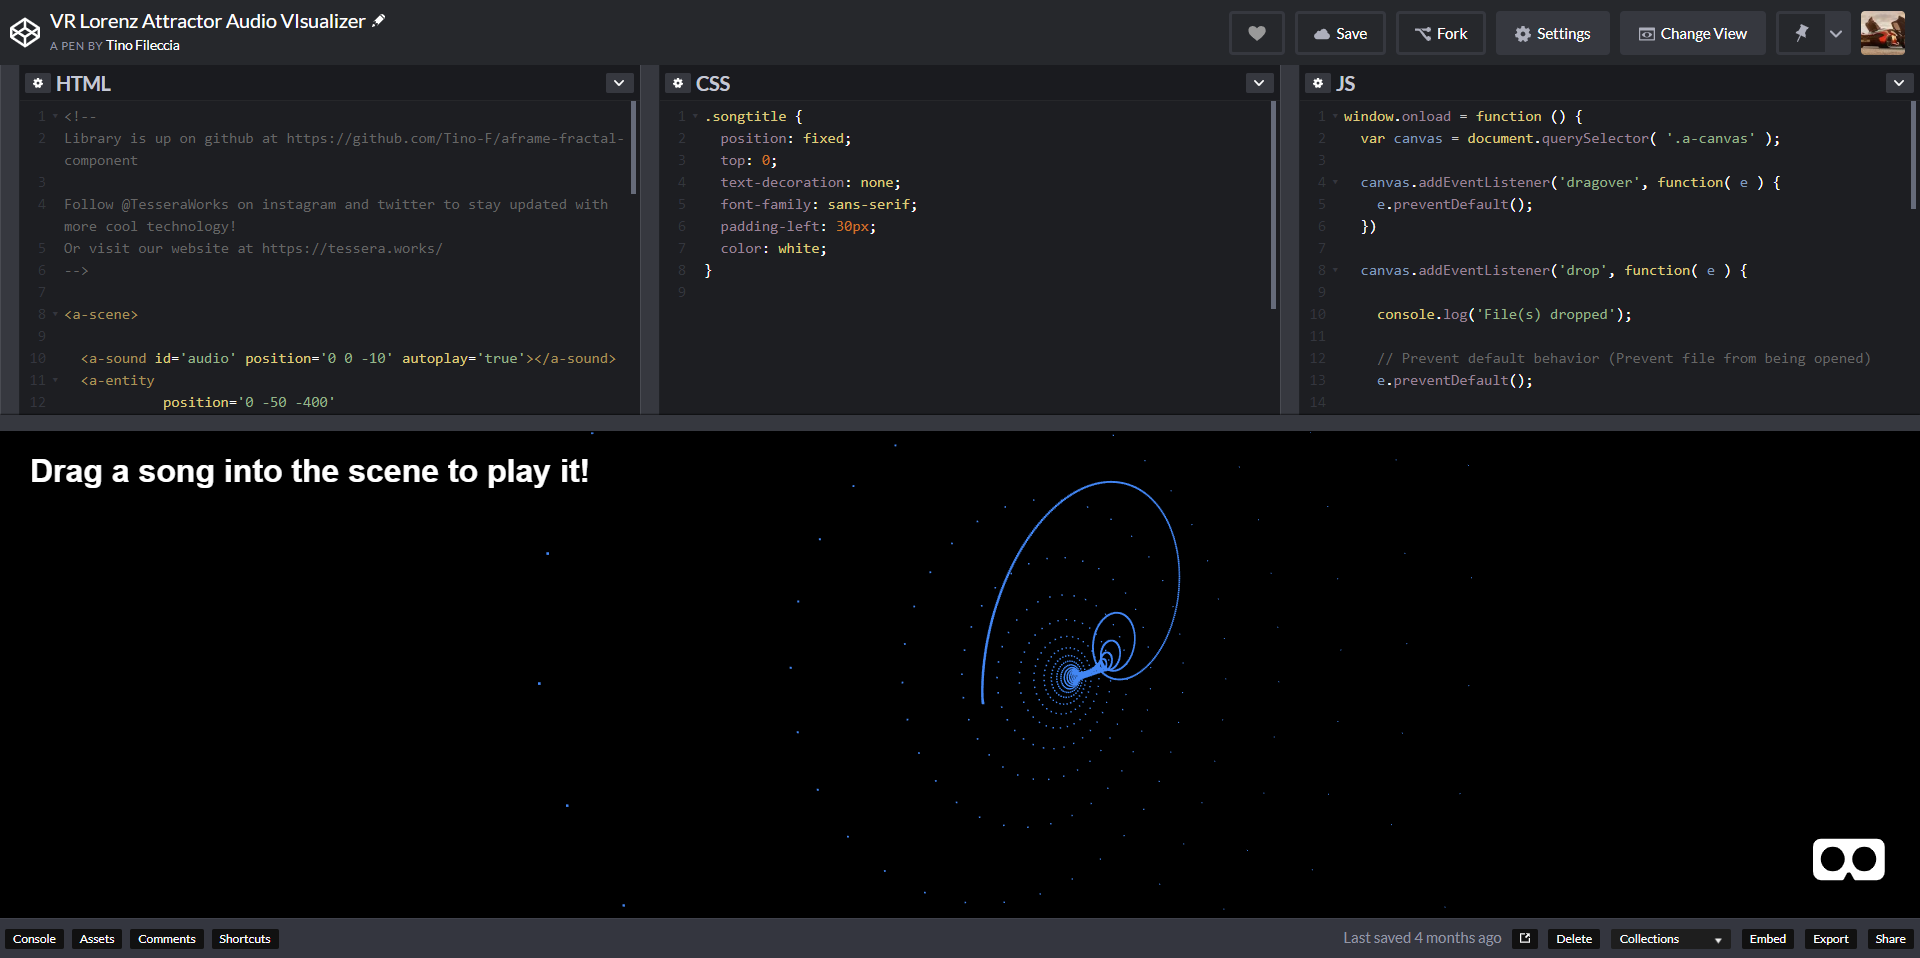 VR Lorenz Attractor Audio VIsualizer
A PEN BY Tino Fileccia
Save
Fork
Settings
Change View
HTML
1 <!--
2 Library is up on github at https://github.com/Tino-F/aframe-fractal-
component
3
4 Follow @TesseraWorks on instagram and twitter to stay updated with
more cool technology!
5 Or visit our website at https://tessera.works/
6 -->
7
8 <a-scene>
9
10 <a-sound id='audio' position='0 0 -10' autoplay='true'></a-sound>
11 <a-entity
12 position='0 -50 -400'
CSS
1 .songtitle {
2 position: fixed;
3 top: 0;
4 text-decoration: none;
5 font-family: sans-serif;
6 padding-left: 30px;
7 color: white;
8 }
9
JS
1 window.onload = function () {
2 var canvas = document.querySelector( '.a-canvas' );
3
4 canvas.addEventListener('dragover', function( e ) {
5 e.preventDefault();
6 })
7
8 canvas.addEventListener('drop', function( e ) {
9
10 console.log('File(s) dropped');
11
12 // Prevent default behavior (Prevent file from being opened)
13 e.preventDefault();
14
Drag a song into the scene to play it!
Console
Assets
Comments
Shortcuts
Last saved 4 months ago
Delete
Collections
Embed
Export
Share